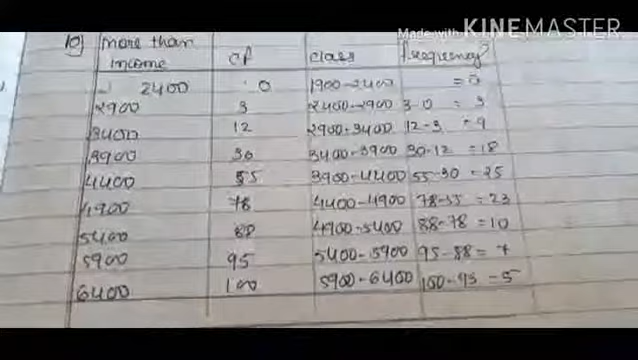 Made with KINEMASTER
10) more than income cf class frequency
2400 0 1900-2400 = 0
2900 3 2400-2900 3-0 = 3
3400 12 2900-3400 12-3 = 9
3900 30 3400-3900 30-12 = 18
4400 55 3900-4400 55-30 = 25
4900 78 4400-4900 78-55 = 23
5400 88 4900-5400 88-78 = 10
5900 95 5400-5900 95-88 = 7
6400 100 5900-6400 100-95 = 5